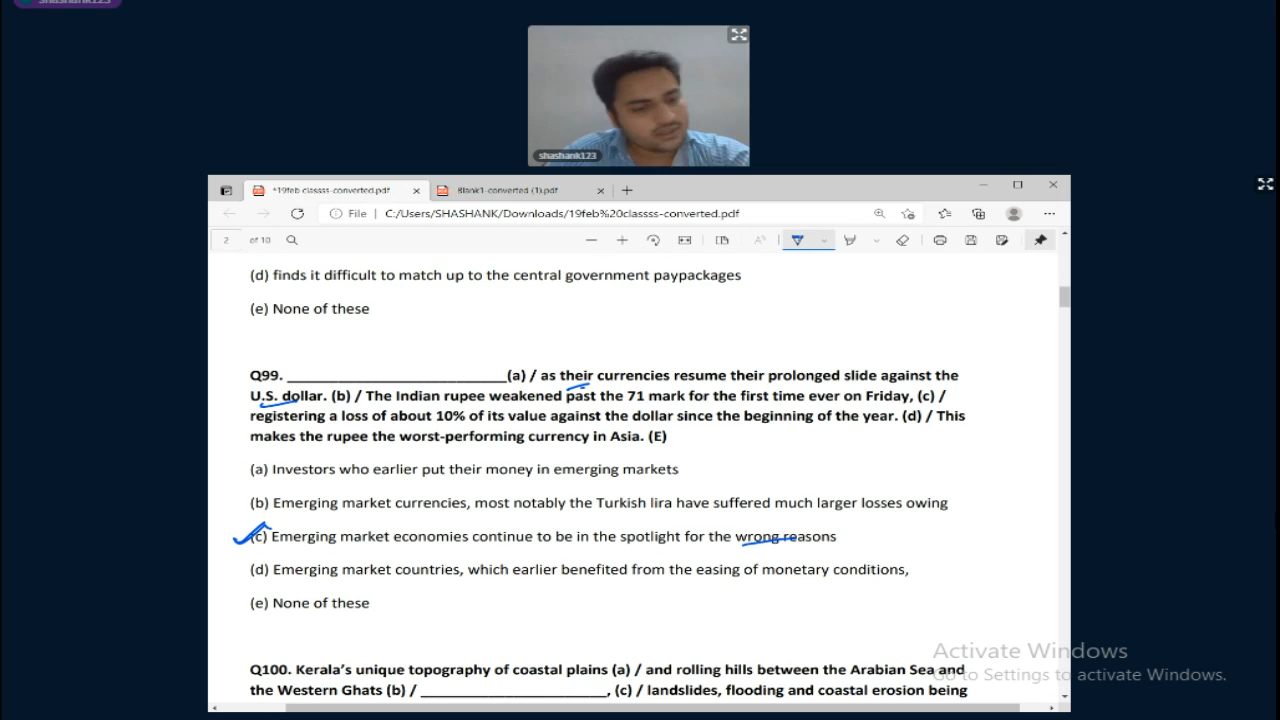 shashank123
shashank123
*19feb classss-converted.pdf
Blank1-converted (1).pdf
File | C:/Users/SHASHANK/Downloads/19feb%20classss-converted.pdf
2 of 10
(d) finds it difficult to match up to the central government paypackages
(e) None of these
Q99. ____________________________(a) / as their currencies resume their prolonged slide against the
U.S. dollar. (b) / The Indian rupee weakened past the 71 mark for the first time ever on Friday, (c) /
registering a loss of about 10% of its value against the dollar since the beginning of the year. (d) / This
makes the rupee the worst-performing currency in Asia. (E)
(a) Investors who earlier put their money in emerging markets
(b) Emerging market currencies, most notably the Turkish lira have suffered much larger losses owing
(c) Emerging market economies continue to be in the spotlight for the wrong reasons
(d) Emerging market countries, which earlier benefited from the easing of monetary conditions,
(e) None of these
Q100. Kerala's unique topography of coastal plains (a) / and rolling hills between the Arabian Sea and
the Western Ghats (b) / ________________________, (c) / landslides, flooding and coastal erosion being
Activate Windows
Go to Settings to activate Windows.